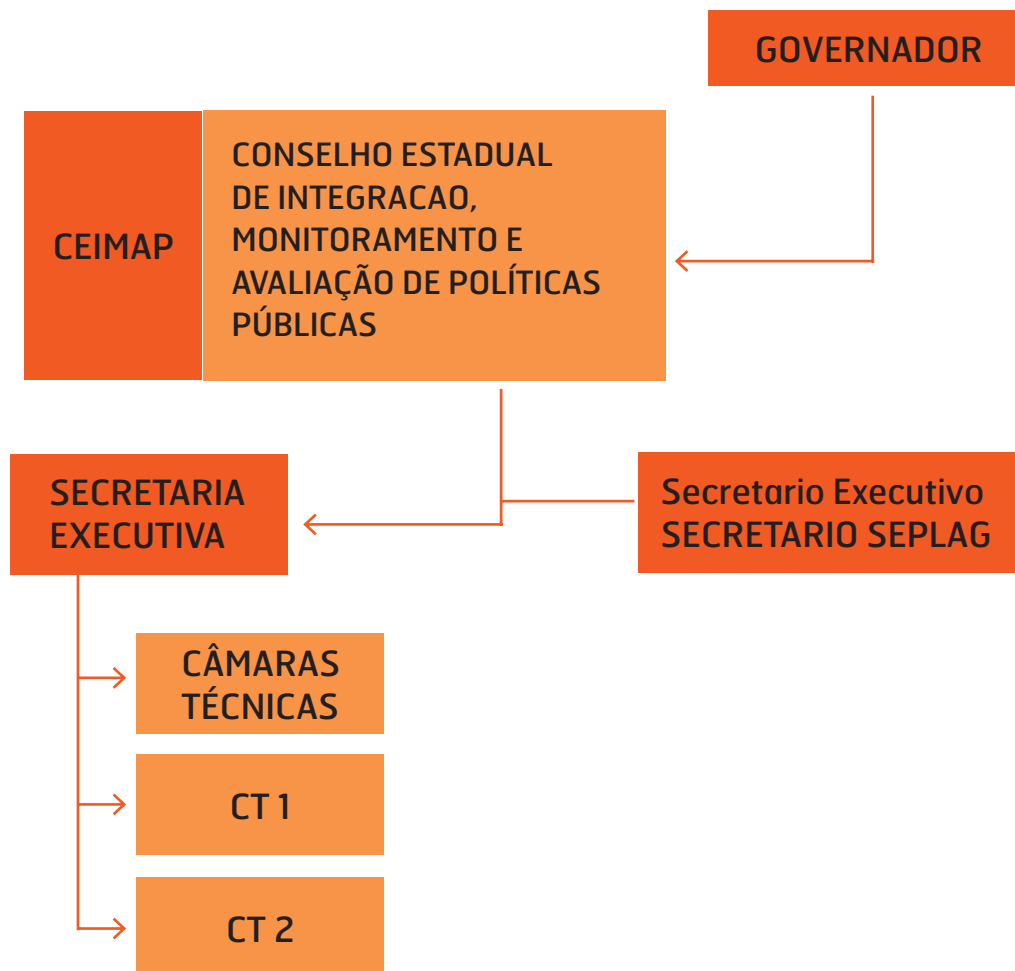 GOVERNADOR
CEIMAP
CONSELHO ESTADUAL
DE INTEGRACAO,
MONITORAMENTO E
AVALIAÇÃO DE POLÍTICAS
PÚBLICAS
SECRETARIA
EXECUTIVA
Secretario Executivo
SECRETARIO SEPLAG
CÂMARAS
TÉCNICAS
CT 1
CT 2